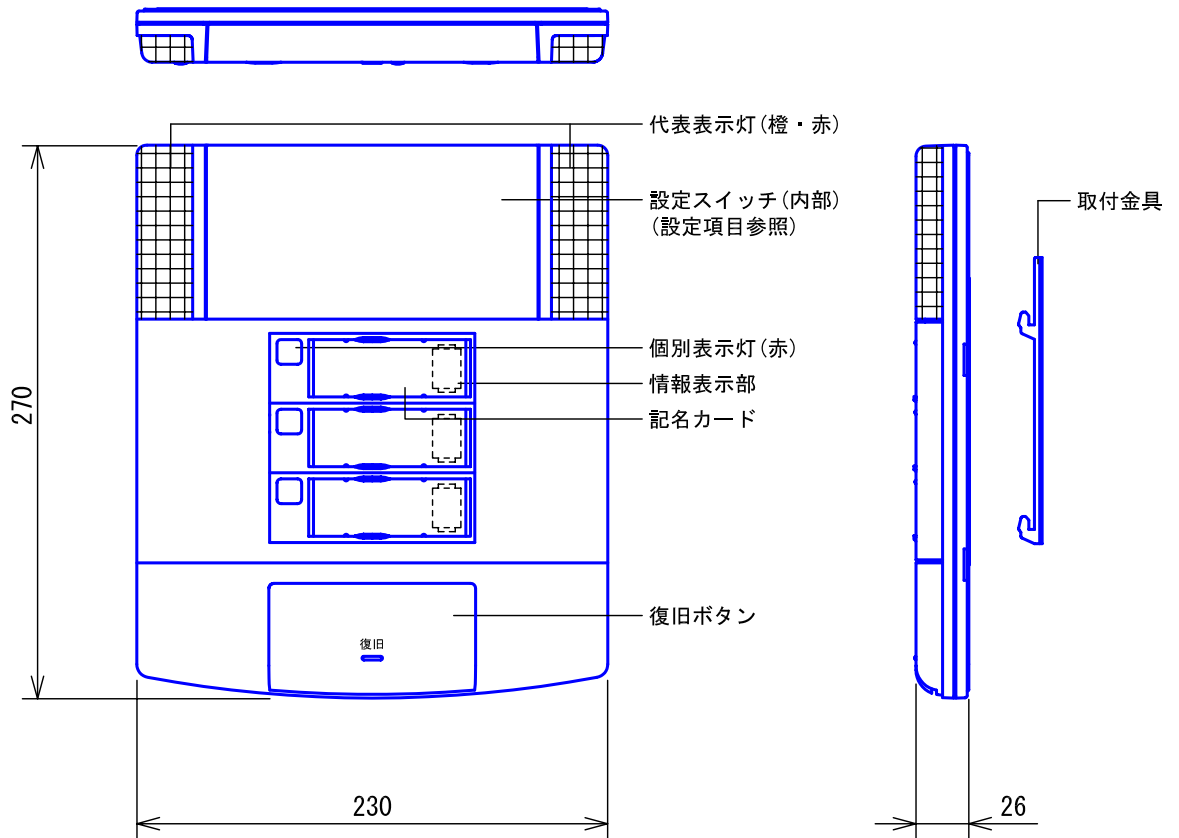 代表表示灯(橙・赤)
設定スイッチ(内部)
(設定項目参照)
取付金具
個別表示灯(赤)
情報表示部
記名カード
270
復旧ボタン
復旧
230
26